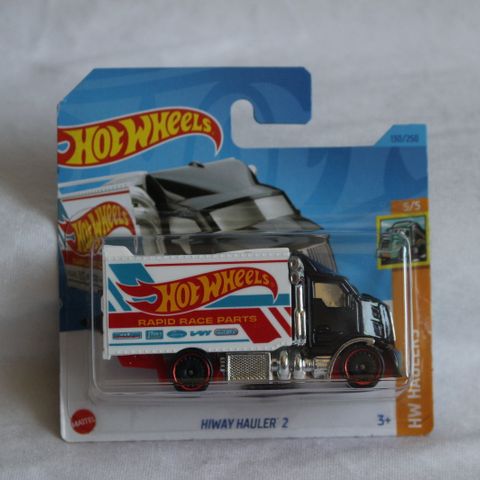 HOT WHEELS
130/250
5/5
HOT WHEELS
HOT WHEELS
RAPID RACE PARTS
HW HAULERS
MATTEL
HIWAY HAULER 2
3+